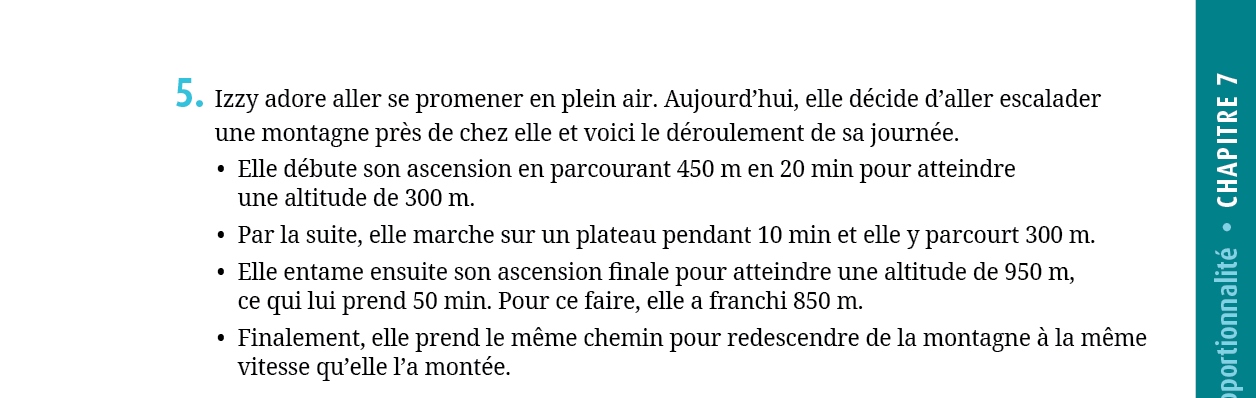 5. Izzy adore aller se promener en plein air. Aujourd’hui, elle décide d’aller escalader
une montagne près de chez elle et voici le déroulement de sa journée.
• Elle débute son ascension en parcourant 450 m en 20 min pour atteindre
une altitude de 300 m.
• Par la suite, elle marche sur un plateau pendant 10 min et elle y parcourt 300 m.
• Elle entame ensuite son ascension finale pour atteindre une altitude de 950 m,
ce qui lui prend 50 min. Pour ce faire, elle a franchi 850 m.
• Finalement, elle prend le même chemin pour redescendre de la montagne à la même
vitesse qu’elle l’a montée.
• CHAPITRE 7